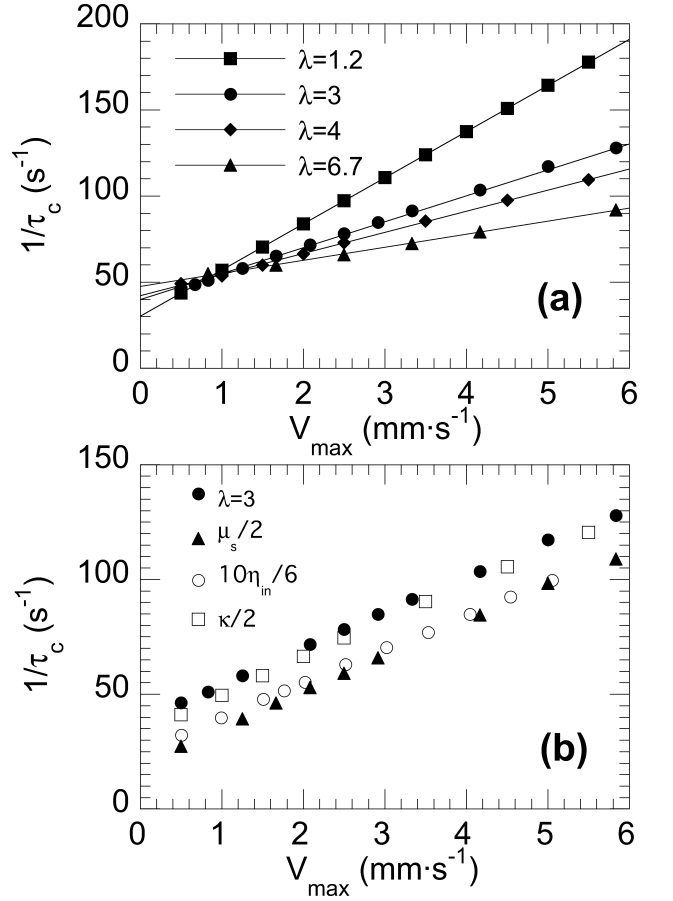 200
150
100
50
0
1/τc (s-1)
λ=1.2
λ=3
λ=4
λ=6.7
(a)
0 1 2 3 4 5 6
Vmax (mm·s-1)
150
100
50
0
1/τc (s-1)
λ=3
μs/2
10ηin/6
κ/2
(b)
0 1 2 3 4 5 6
Vmax (mm·s-1)